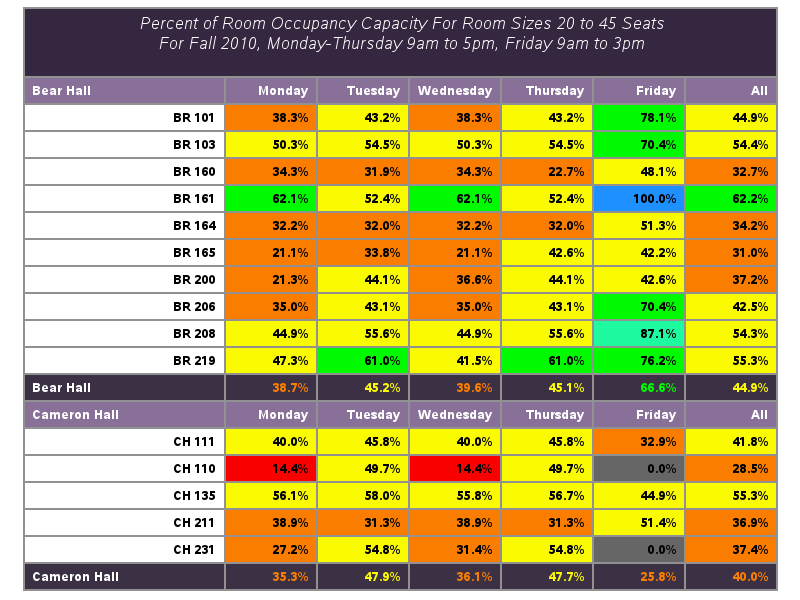 Percent of Room Occupancy Capacity For Room Sizes 20 to 45 Seats
For Fall 2010, Monday-Thursday 9am to 5pm, Friday 9am to 3pm
Bear Hall Monday Tuesday Wednesday Thursday Friday All
BR 101 38.3% 43.2% 38.3% 43.2% 78.1% 44.9%
BR 103 50.3% 54.5% 50.3% 54.5% 70.4% 54.4%
BR 160 34.3% 31.9% 34.3% 22.7% 48.1% 32.7%
BR 161 62.1% 52.4% 62.1% 52.4% 100.0% 62.2%
BR 164 32.2% 32.0% 32.2% 32.0% 51.3% 34.2%
BR 165 21.1% 33.8% 21.1% 42.6% 42.2% 31.0%
BR 200 21.3% 44.1% 36.6% 44.1% 42.6% 37.2%
BR 206 35.0% 43.1% 35.0% 43.1% 70.4% 42.5%
BR 208 44.9% 55.6% 44.9% 55.6% 87.1% 54.3%
BR 219 47.3% 61.0% 41.5% 61.0% 76.2% 55.3%
Bear Hall 38.7% 45.2% 39.6% 45.1% 66.6% 44.9%
Cameron Hall Monday Tuesday Wednesday Thursday Friday All
CH 111 40.0% 45.8% 40.0% 45.8% 32.9% 41.8%
CH 110 14.4% 49.7% 14.4% 49.7% 0.0% 28.5%
CH 135 56.1% 58.0% 55.8% 56.7% 44.9% 55.3%
CH 211 38.9% 31.3% 38.9% 31.3% 51.4% 36.9%
CH 231 27.2% 54.8% 31.4% 54.8% 0.0% 37.4%
Cameron Hall 35.3% 47.9% 36.1% 47.7% 25.8% 40.0%